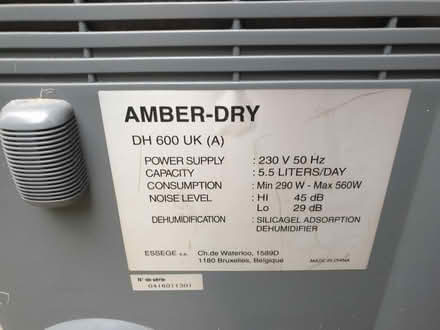 AMBER-DRY
DH 600 UK (A)
POWER SUPPLY : 230 V 50 Hz
CAPACITY : 5.5 LITERS/DAY
CONSUMPTION : Min 290 W - Max 560W
NOISE LEVEL : HI 45 dB
Lo 29 dB
DEHUMIDIFICATION : SILICAGEL ADSORPTION
DEHUMIDIFIER
ESSEGE s.a. Ch.de Waterloo, 1589D
1180 Bruxelles, Belgique MADE IN CHINA
N° de série
0416011301